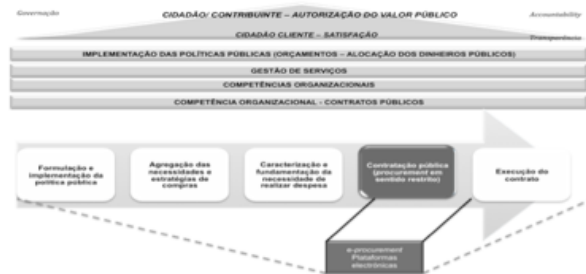 Governação
CIDADÃO/ CONTRIBUINTE – AUTORIZAÇÃO DO VALOR PÚBLICO
Accountability
CIDADÃO CLIENTE – SATISFAÇÃO
Transparência
IMPLEMENTAÇÃO DAS POLÍTICAS PÚBLICAS (ORÇAMENTOS – ALOCAÇÃO DOS DINHEIROS PÚBLICOS)
GESTÃO DE SERVIÇOS
COMPETÊNCIAS ORGANIZACIONAIS
COMPETÊNCIA ORGANIZACIONAL - CONTRATOS PÚBLICOS
Formulação e
implementação da
política pública
Agregação das
necessidades e
estratégias de
compras
Caracterização e
fundamentação da
necessidade de
realizar despesa
Contratação pública
(procurement em
sentido restrito)
Execução do
contrato
e-procurement
Plataformas
electrónicas